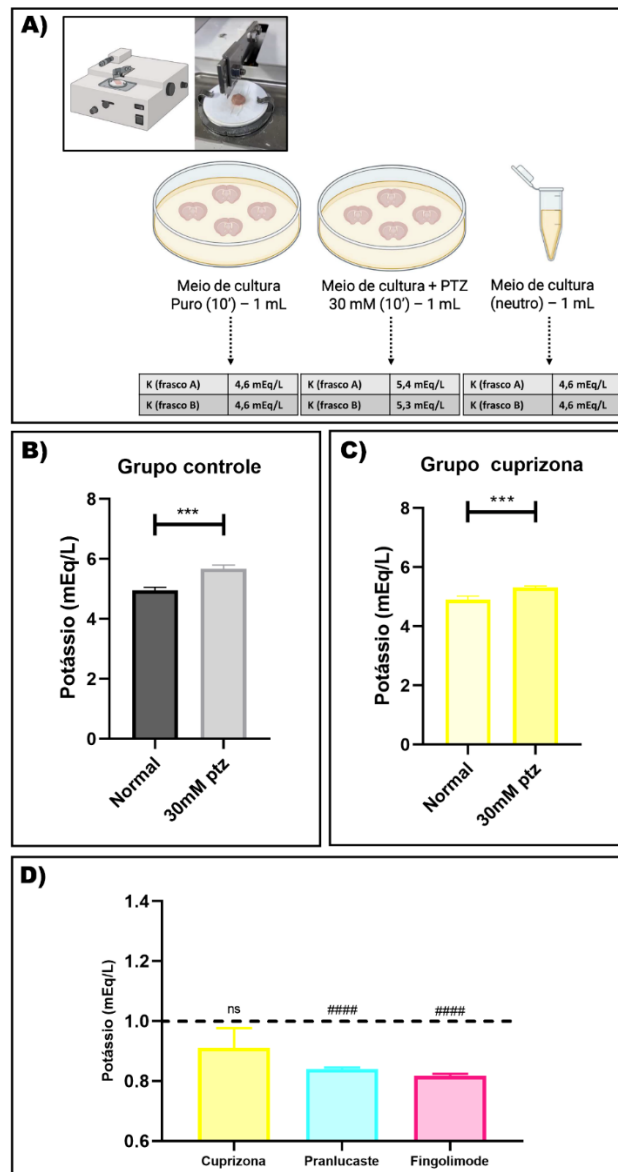 A)
Meio de cultura
Puro (10') – 1 mL
Meio de cultura + PTZ
30 mM (10') – 1 mL
Meio de cultura
(neutro) – 1 mL
K (frasco A) 4,6 mEq/L K (frasco A) 5,4 mEq/L K (frasco A) 4,6 mEq/L
K (frasco B) 4,6 mEq/L K (frasco B) 5,3 mEq/L K (frasco B) 4,6 mEq/L
B)
Grupo controle
***
8
6
4
2
0
Potássio (mEq/L)
Normal
30mM ptz
C)
Grupo cuprizona
***
8
6
4
2
0
Potássio (mEq/L)
Normal
30mM ptz
D)
1.4
1.2
1.0
0.8
0.6
Potássio (mEq/L)
ns #### ####
Cuprizona Pranlucaste Fingolimode